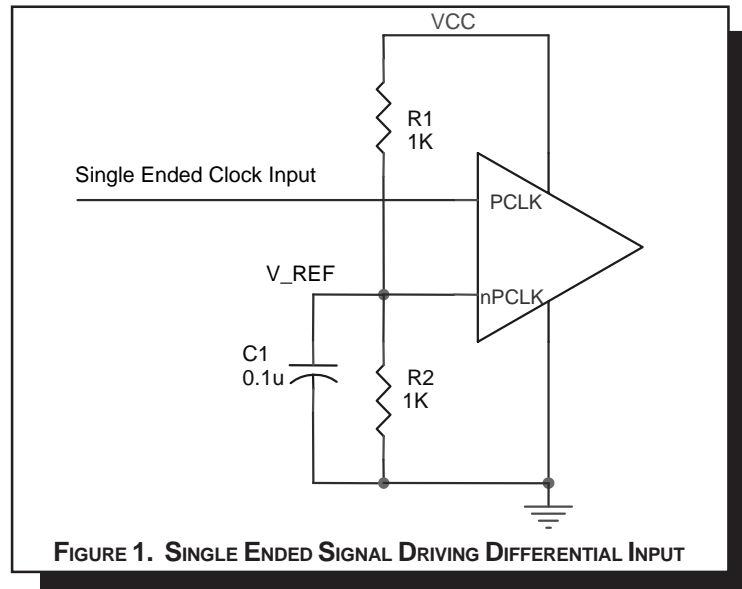 VCC
R1
1K
Single Ended Clock Input
PCLK
V_REF
nPCLK
C1
0.1u
R2
1K
FIGURE 1. SINGLE ENDED SIGNAL DRIVING DIFFERENTIAL INPUT